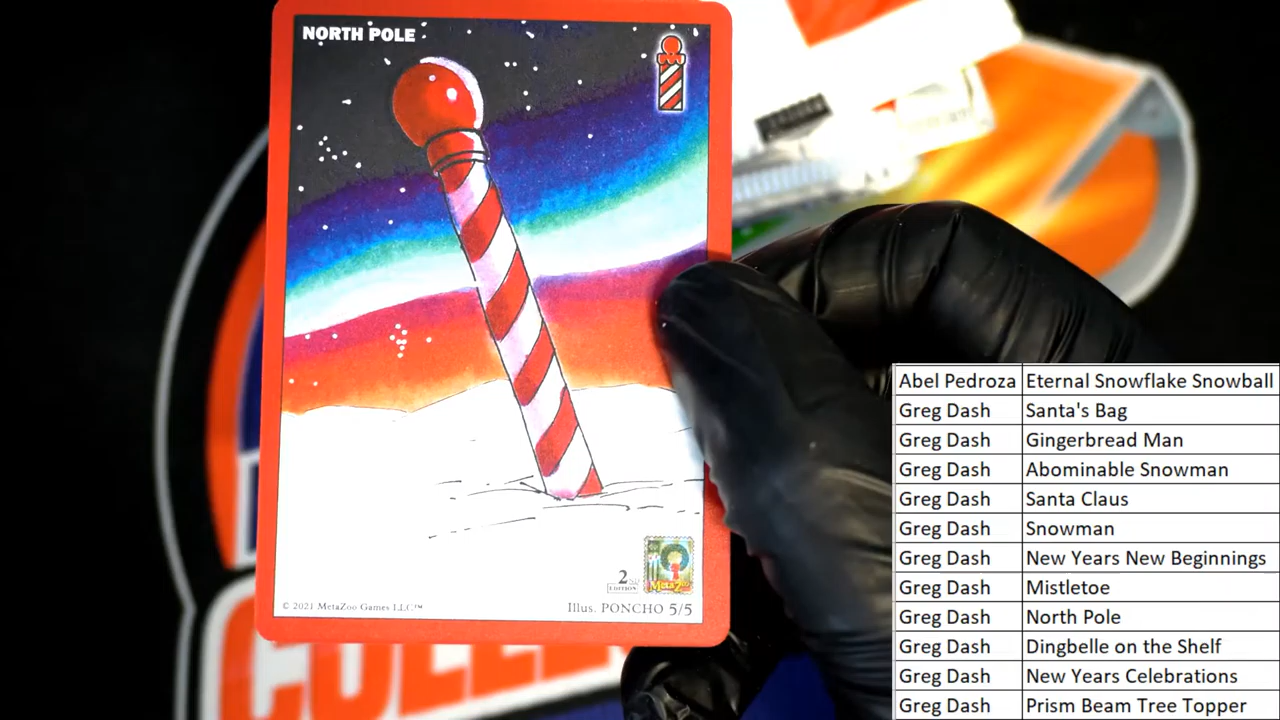 NORTH POLE
2ND
EDITION
MetaZoo
© 2021 MetaZoo Games LLC™
Illus. PONCHO 5/5
Abel Pedroza Eternal Snowflake Snowball
Greg Dash Santa's Bag
Greg Dash Gingerbread Man
Greg Dash Abominable Snowman
Greg Dash Santa Claus
Greg Dash Snowman
Greg Dash New Years New Beginnings
Greg Dash Mistletoe
Greg Dash North Pole
Greg Dash Dingbelle on the Shelf
Greg Dash New Years Celebrations
Greg Dash Prism Beam Tree Topper